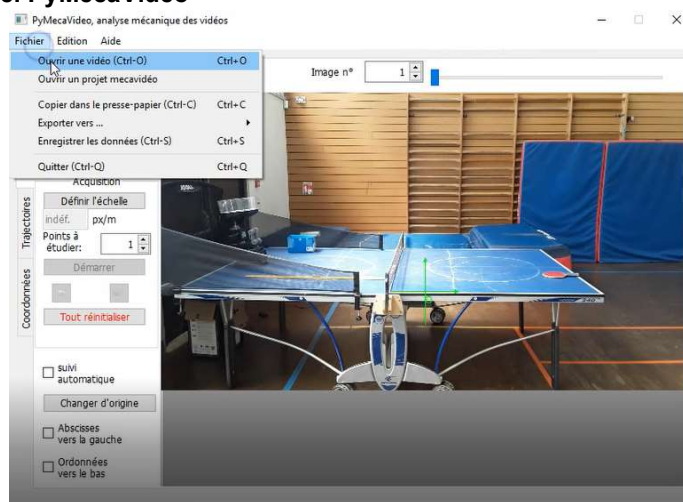 PyMecaVideo
PyMecaVideo, analyse mécanique des vidéos
Fichier Edition Aide
Ouvrir une vidéo (Ctrl-O) Ctrl+O
Ouvrir un projet mecavidéo
Copier dans le presse-papier (Ctrl-C) Ctrl+C
Exporter vers ...
Enregistrer les données (Ctrl-S) Ctrl+S
Quitter (Ctrl-Q) Ctrl+Q
Image n° 1
Acquisition
Définir l'échelle
indéf. px/m
Points à
étudier: 1
Démarrer
Tout réinitialiser
Trajectoires
Coordonnées
suivi
automatique
Changer d'origine
Abscisses
vers la gauche
Ordonnées
vers le bas